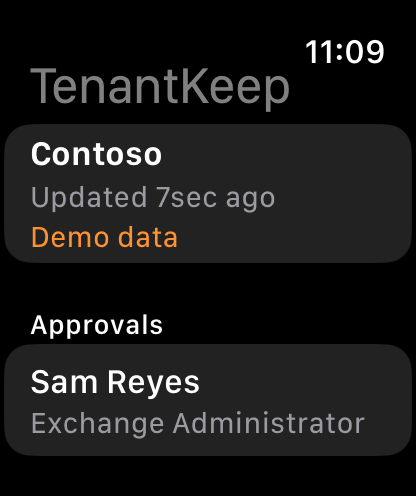 11:09
TenantKeep
Contoso
Updated 7sec ago
Demo data
Approvals
Sam Reyes
Exchange Administrator